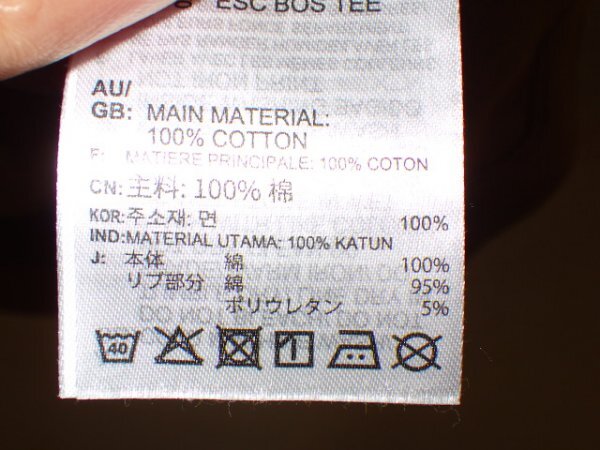 ESC BOS TEE
AU/
GB: MAIN MATERIAL:
100% COTTON
F: MATIERE PRINCIPALE: 100% COTON
CN: 主料: 100% 棉
KOR: 주소재: 면 100%
IND: MATERIAL UTAMA: 100% KATUN
J: 本体 綿 100%
リブ部分 綿 95%
ポリウレタン 5%
40